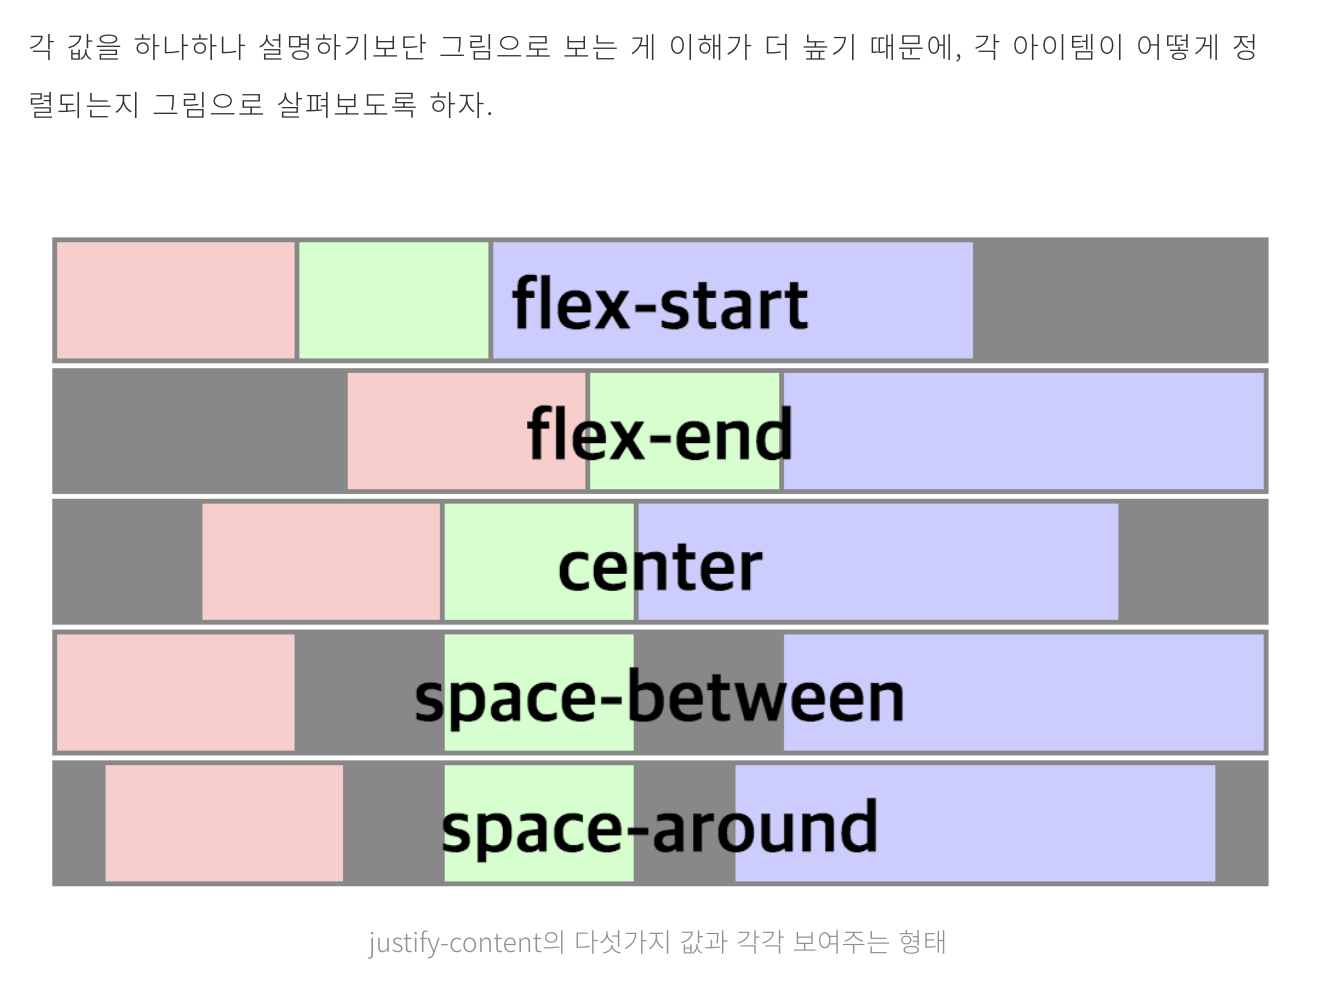 각 값을 하나하나 설명하기보단 그림으로 보는 게 이해가 더 높기 때문에, 각 아이템이 어떻게 정
렬되는지 그림으로 살펴보도록 하자.
flex-start
flex-end
center
space-between
space-around
justify-content의 다섯가지 값과 각각 보여주는 형태